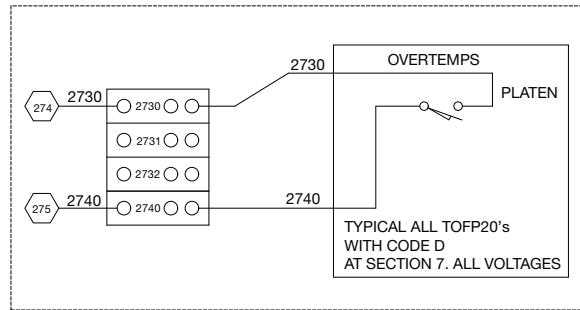 2730
OVERTEMPS
274
2730
2730
PLATEN
2731
2732
275
2740
2740
2740
TYPICAL ALL TOFP20's
WITH CODE D
AT SECTION 7. ALL VOLTAGES